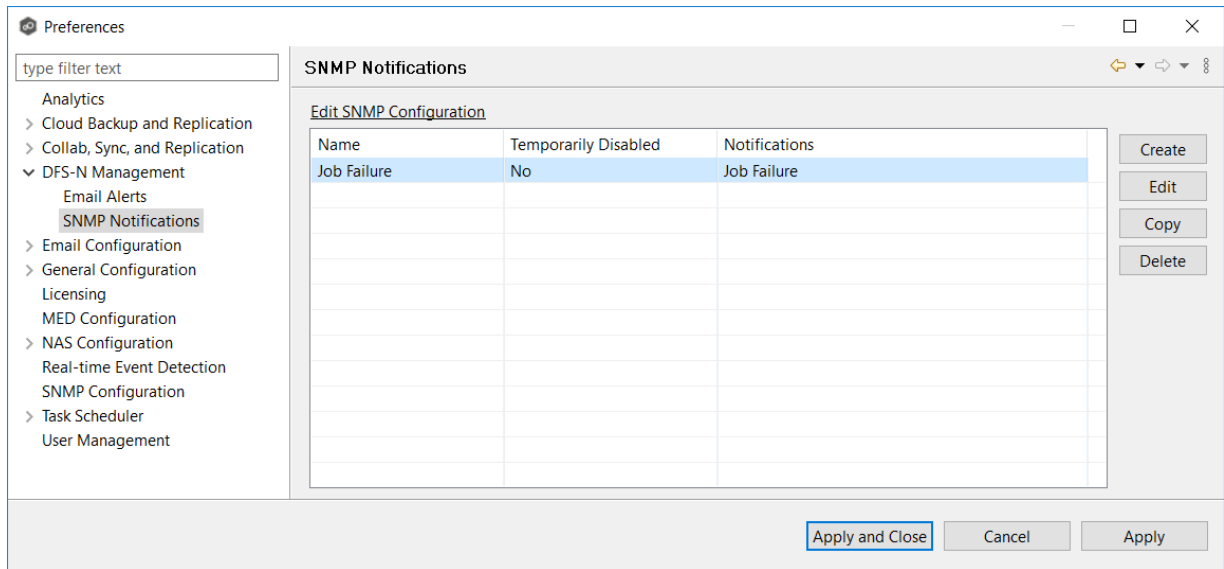 Preferences
type filter text
Analytics
Cloud Backup and Replication
Collab, Sync, and Replication
DFS-N Management
Email Alerts
SNMP Notifications
Email Configuration
General Configuration
Licensing
MED Configuration
NAS Configuration
Real-time Event Detection
SNMP Configuration
Task Scheduler
User Management
SNMP Notifications
Edit SNMP Configuration
Name Temporarily Disabled Notifications
Job Failure No Job Failure
Create
Edit
Copy
Delete
Apply and Close Cancel Apply